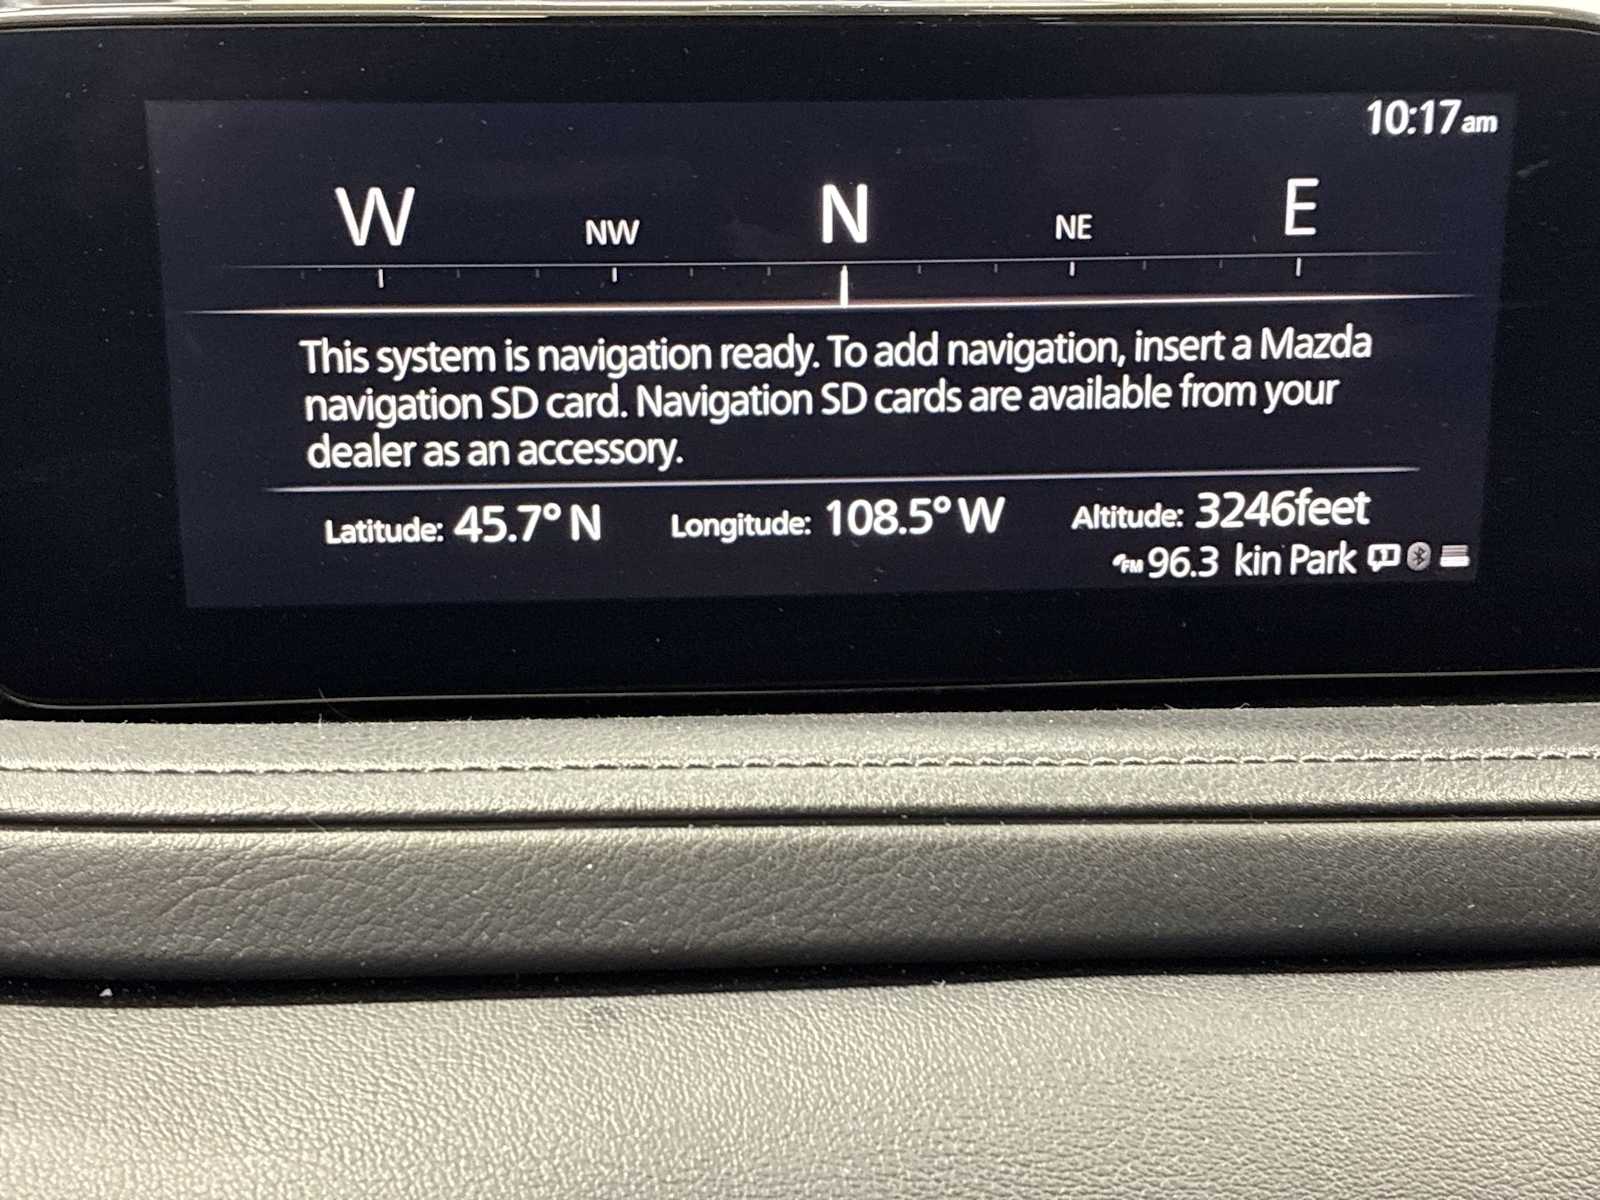 10:17am
W NW N NE E
This system is navigation ready. To add navigation, insert a Mazda
navigation SD card. Navigation SD cards are available from your
dealer as an accessory.
Latitude: 45.7° N Longitude: 108.5° W Altitude: 3246feet
FM 96.3 kin Park